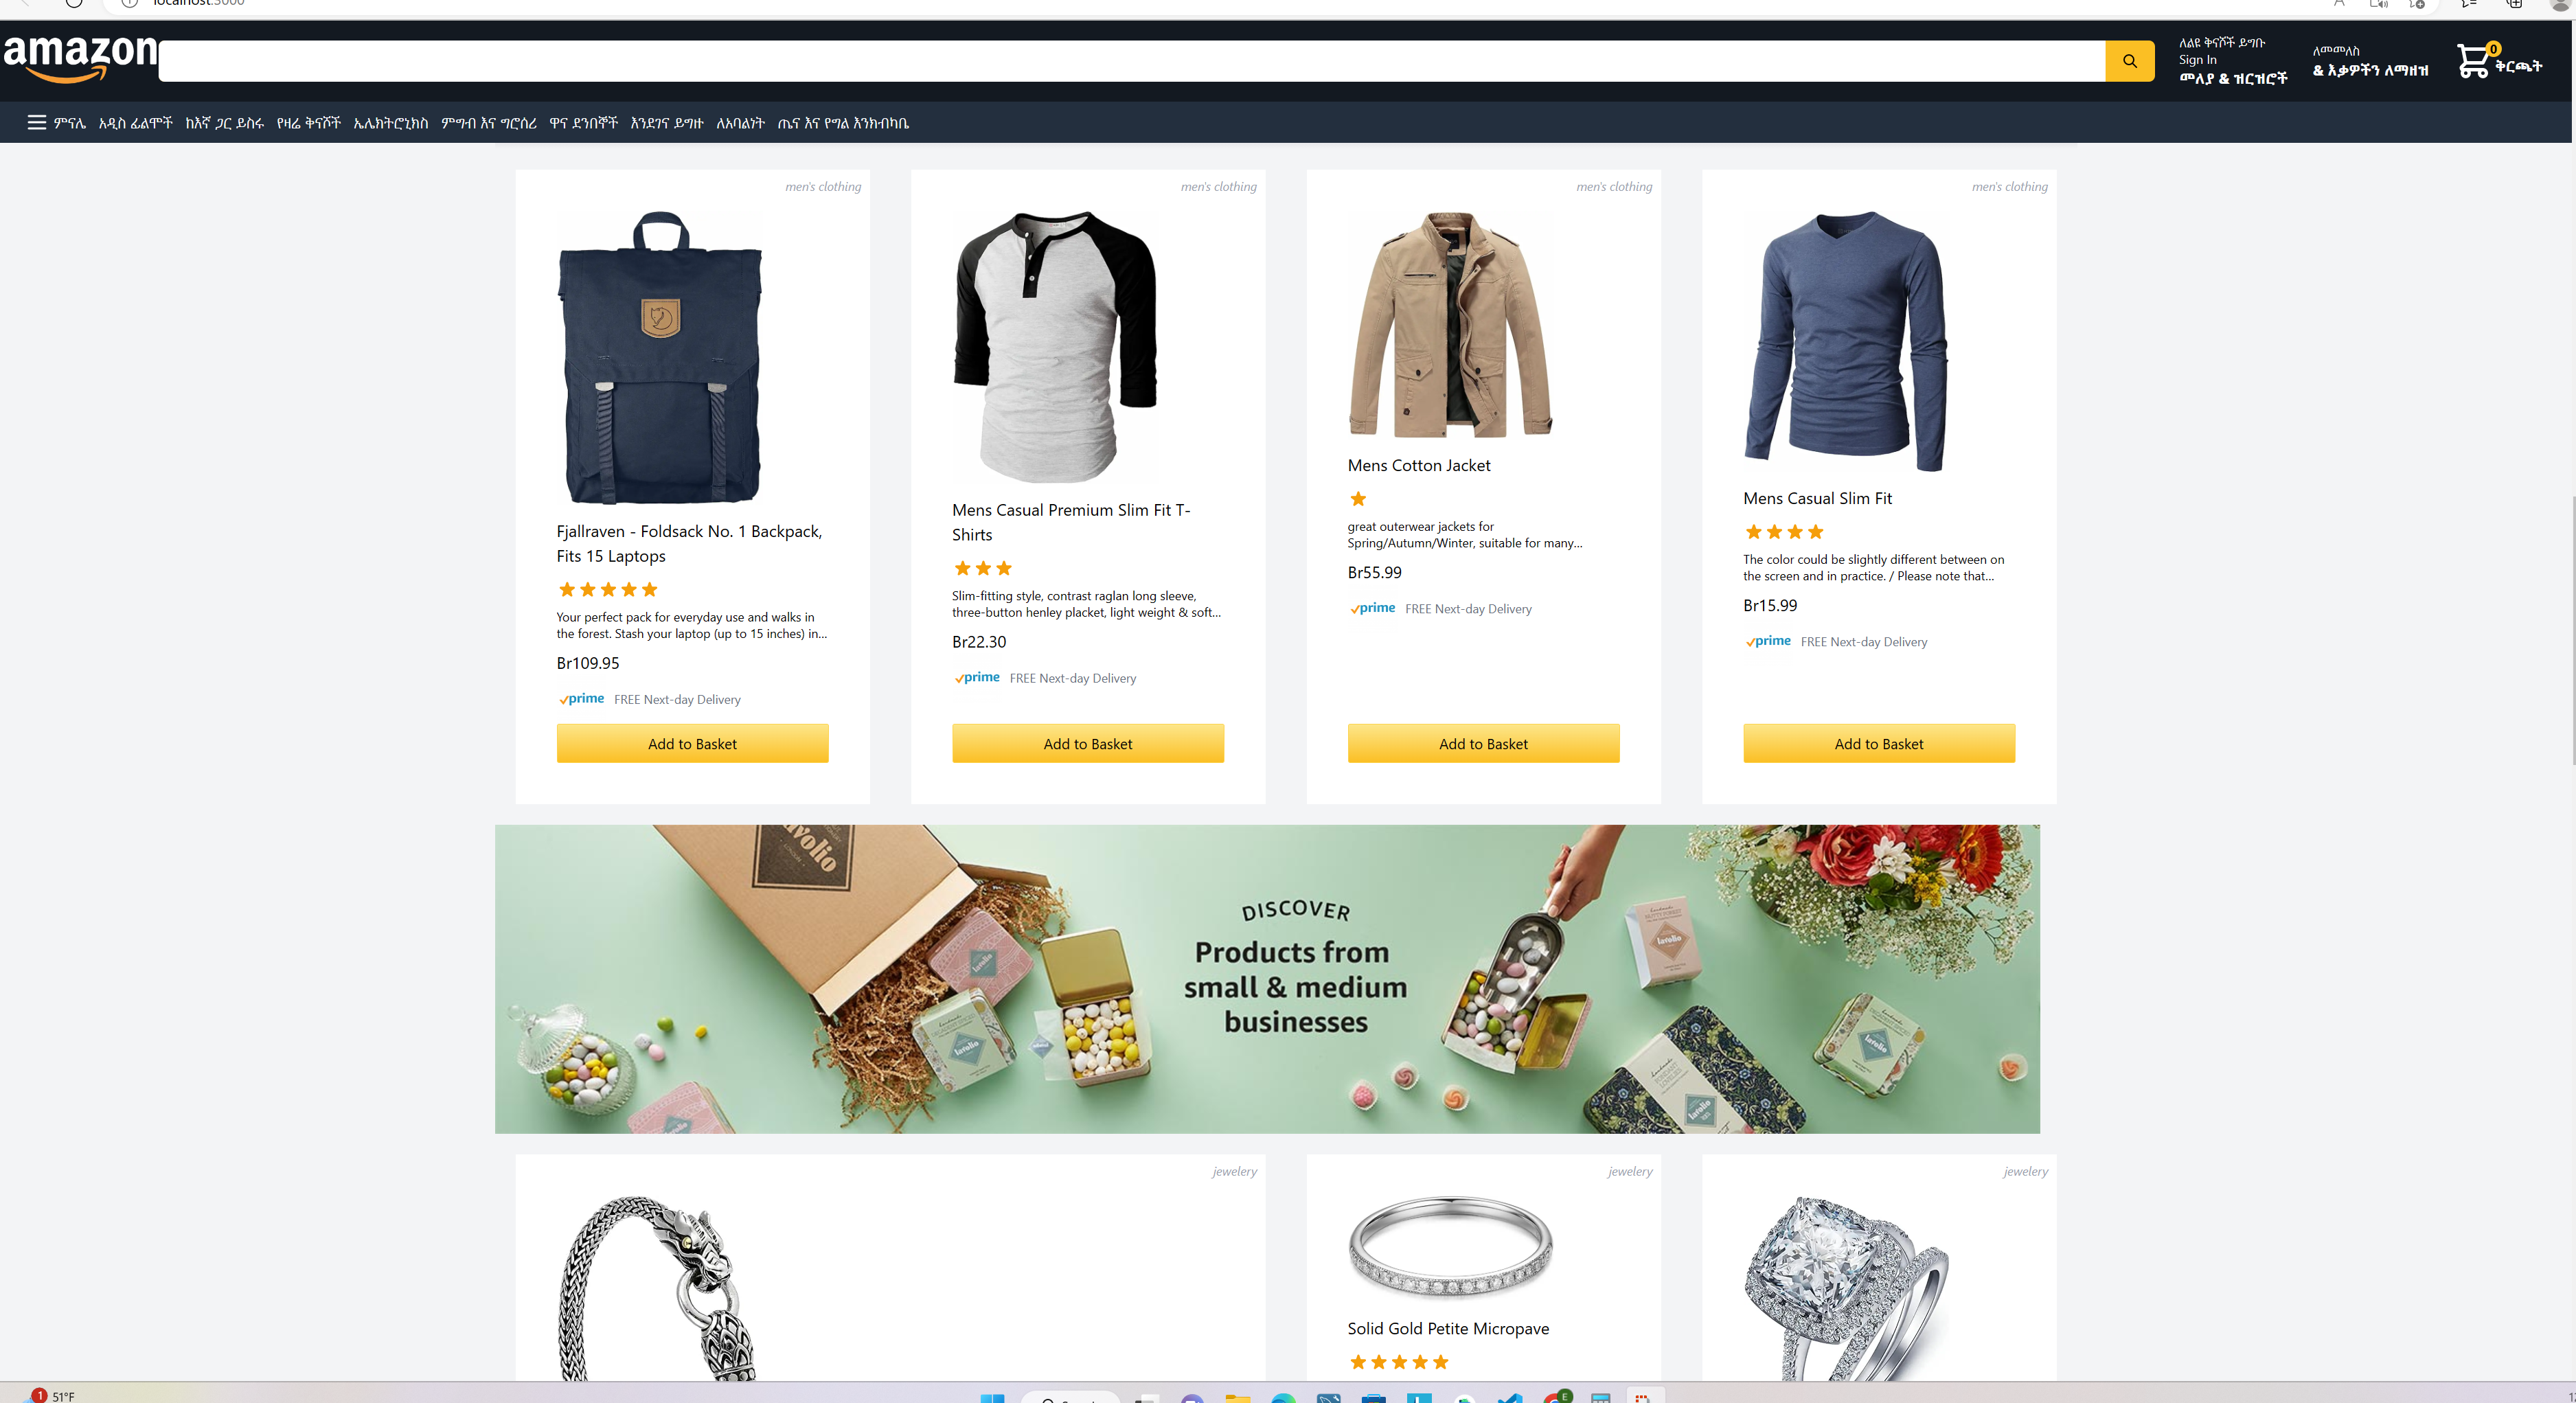 localhost:3000
amazon
ለልዩ ቅናሾች ይግቡ
Sign In
መለያ & ዝርዝሮች
ለመመለስ
& እቃዎችን ለማዘዝ
0
ቅርጫት
ምናሌ አዲስ ፊልሞች ከእኛ ጋር ይስሩ የዛሬ ቅናሾች ኤሌክትሮኒክስ ምግብ እና ግሮሰሪ ዋና ደንበኞች እንደገና ይግዙ ለአባልነት ጤና እና የግል እንክብካቤ
men's clothing
Fjallraven - Foldsack No. 1 Backpack,
Fits 15 Laptops
Your perfect pack for everyday use and walks in
the forest. Stash your laptop (up to 15 inches) in...
Br109.95
prime FREE Next-day Delivery
Add to Basket
men's clothing
Mens Casual Premium Slim Fit T-
Shirts
Slim-fitting style, contrast raglan long sleeve,
three-button henley placket, light weight & soft...
Br22.30
prime FREE Next-day Delivery
Add to Basket
men's clothing
Mens Cotton Jacket
great outerwear jackets for
Spring/Autumn/Winter, suitable for many...
Br55.99
prime FREE Next-day Delivery
Add to Basket
men's clothing
Mens Casual Slim Fit
The color could be slightly different between on
the screen and in practice. / Please note that...
Br15.99
prime FREE Next-day Delivery
Add to Basket
lavolio
LONDON
DISCOVER
Products from
small & medium
businesses
lavolio
lavolio
lavolio
lavolio
lavolio
jewelery
jewelery
Solid Gold Petite Micropave
jewelery
1
51°F
E